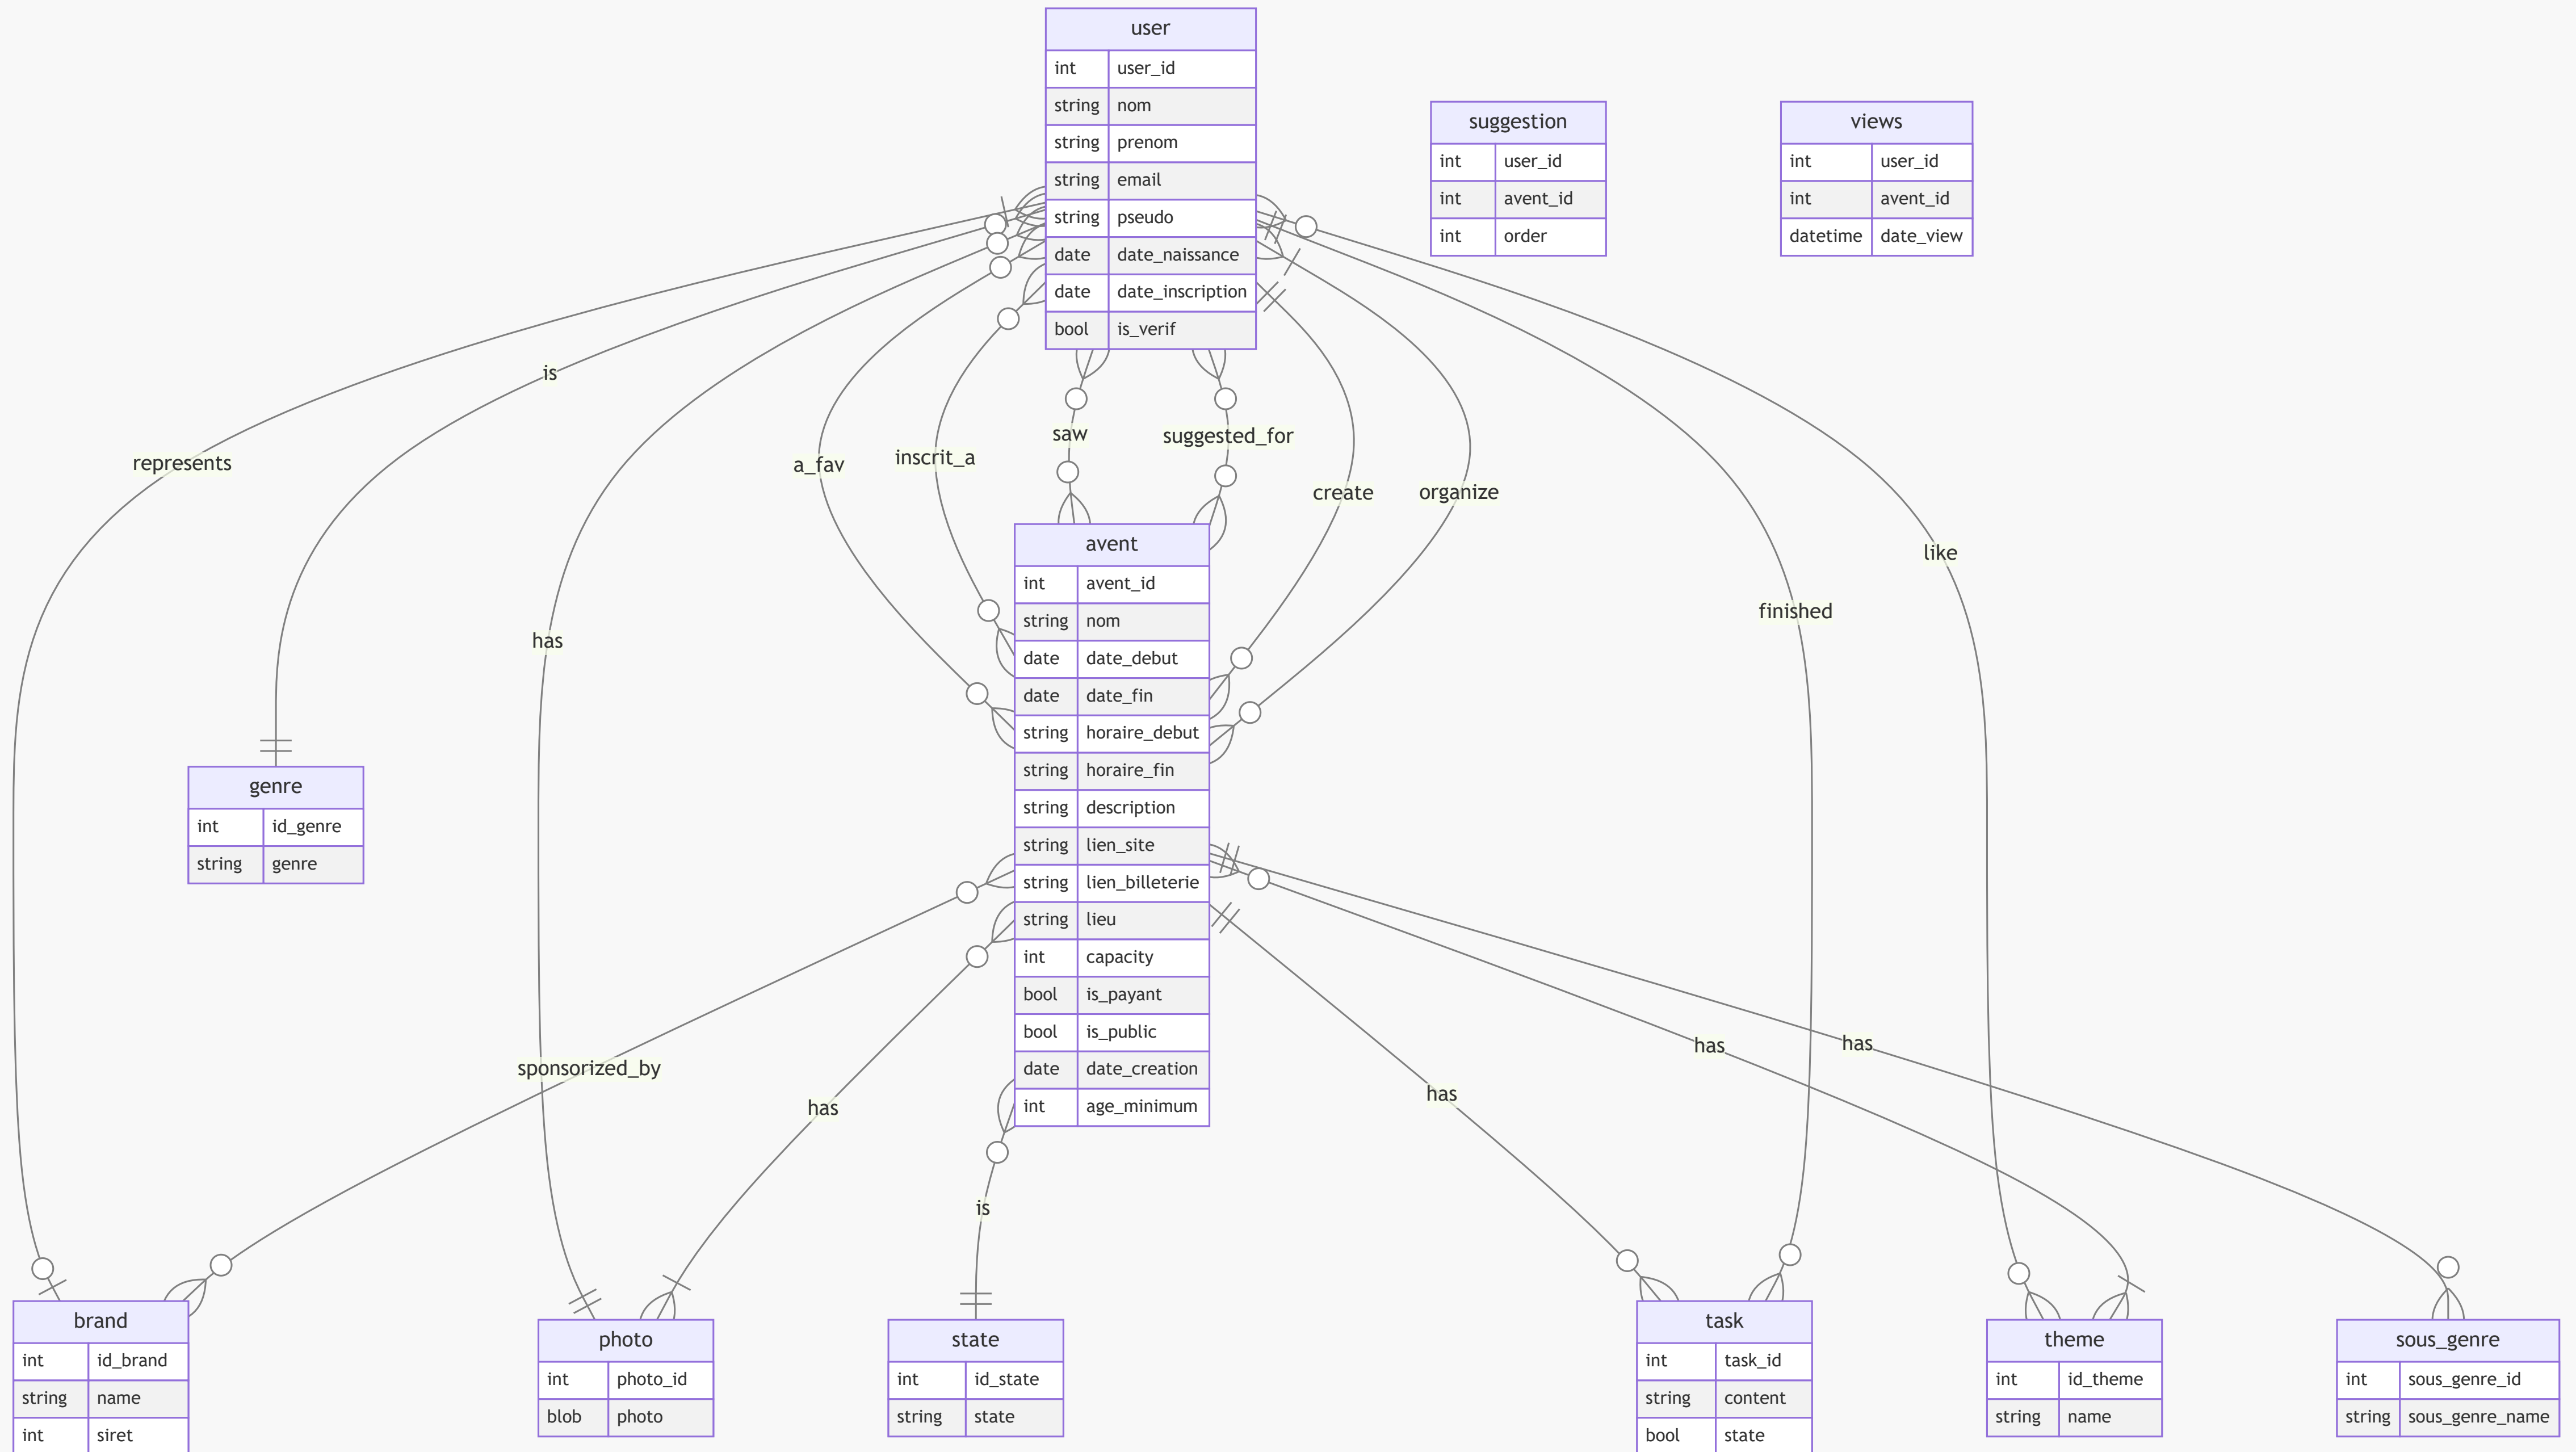 user
int user_id
string nom
string prenom
string email
string pseudo
date date_naissance
date date_inscription
bool is_verif
suggestion
int user_id
int avent_id
int order
views
int user_id
int avent_id
datetime date_view
is
represents
a_fav
inscrit_a
saw
suggested_for
create
organize
like
finished
has
avent
int avent_id
string nom
date date_debut
date date_fin
string horaire_debut
string horaire_fin
string description
string lien_site
string lien_billeterie
string lieu
int capacity
bool is_payant
bool is_public
date date_creation
int age_minimum
genre
int id_genre
string genre
sponsorized_by
has
has
has
has
is
brand
int id_brand
string name
int siret
photo
int photo_id
blob photo
state
int id_state
string state
task
int task_id
string content
bool state
theme
int id_theme
string name
sous_genre
int sous_genre_id
string sous_genre_name